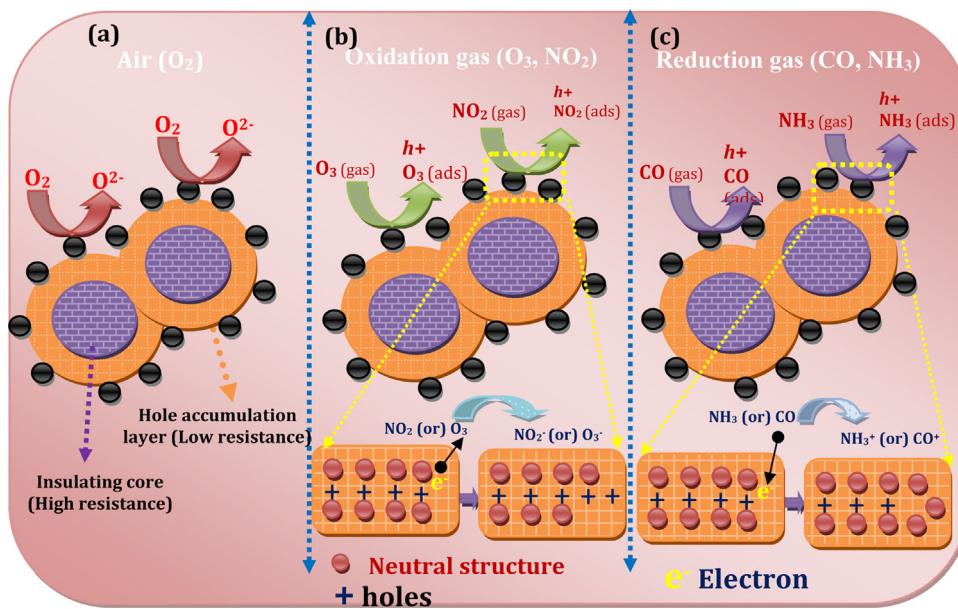 (a)
Air (O₂)
O₂
O²⁻
O₂
O²⁻
Hole accumulation
layer (Low resistance)
Insulating core
(High resistance)
(b)
Oxidation gas (O₃, NO₂)
NO₂ (gas)
h+
NO₂ (ads)
O₃ (gas)
h+
O₃ (ads)
NO₂ (or) O₃
NO₂⁻ (or) O₃⁻
e⁻
+ + + +
+ + + + + +
(c)
Reduction gas (CO, NH₃)
NH₃ (gas)
h+
NH₃ (ads)
CO (gas)
h+
CO
(ads)
NH₃ (or) CO
NH₃⁺ (or) CO⁺
e⁻
+ + + +
+ + +
Neutral structure
+ holes
e⁻ Electron